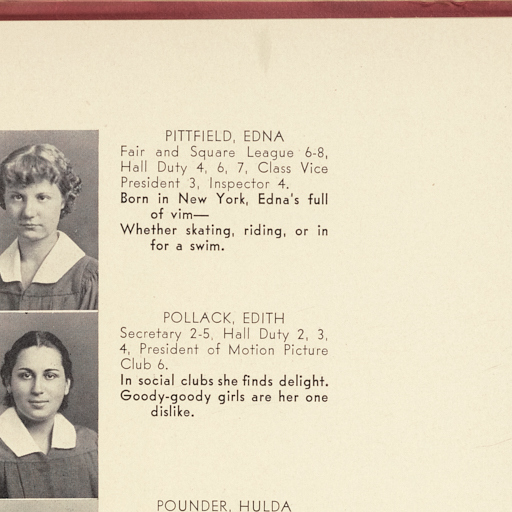 PITTFIELD, EDNA
Fair and Square League 6-8,
Hall Duty 4, 6, 7, Class Vice
President 3, Inspector 4.
Born in New York, Edna's full
of vim—
Whether skating, riding, or in
for a swim.
POLLACK, EDITH
Secretary 2-5, Hall Duty 2, 3,
4, President of Motion Picture
Club 6.
In social clubs she finds delight.
Goody-goody girls are her one
dislike.
POUNDER, HULDA